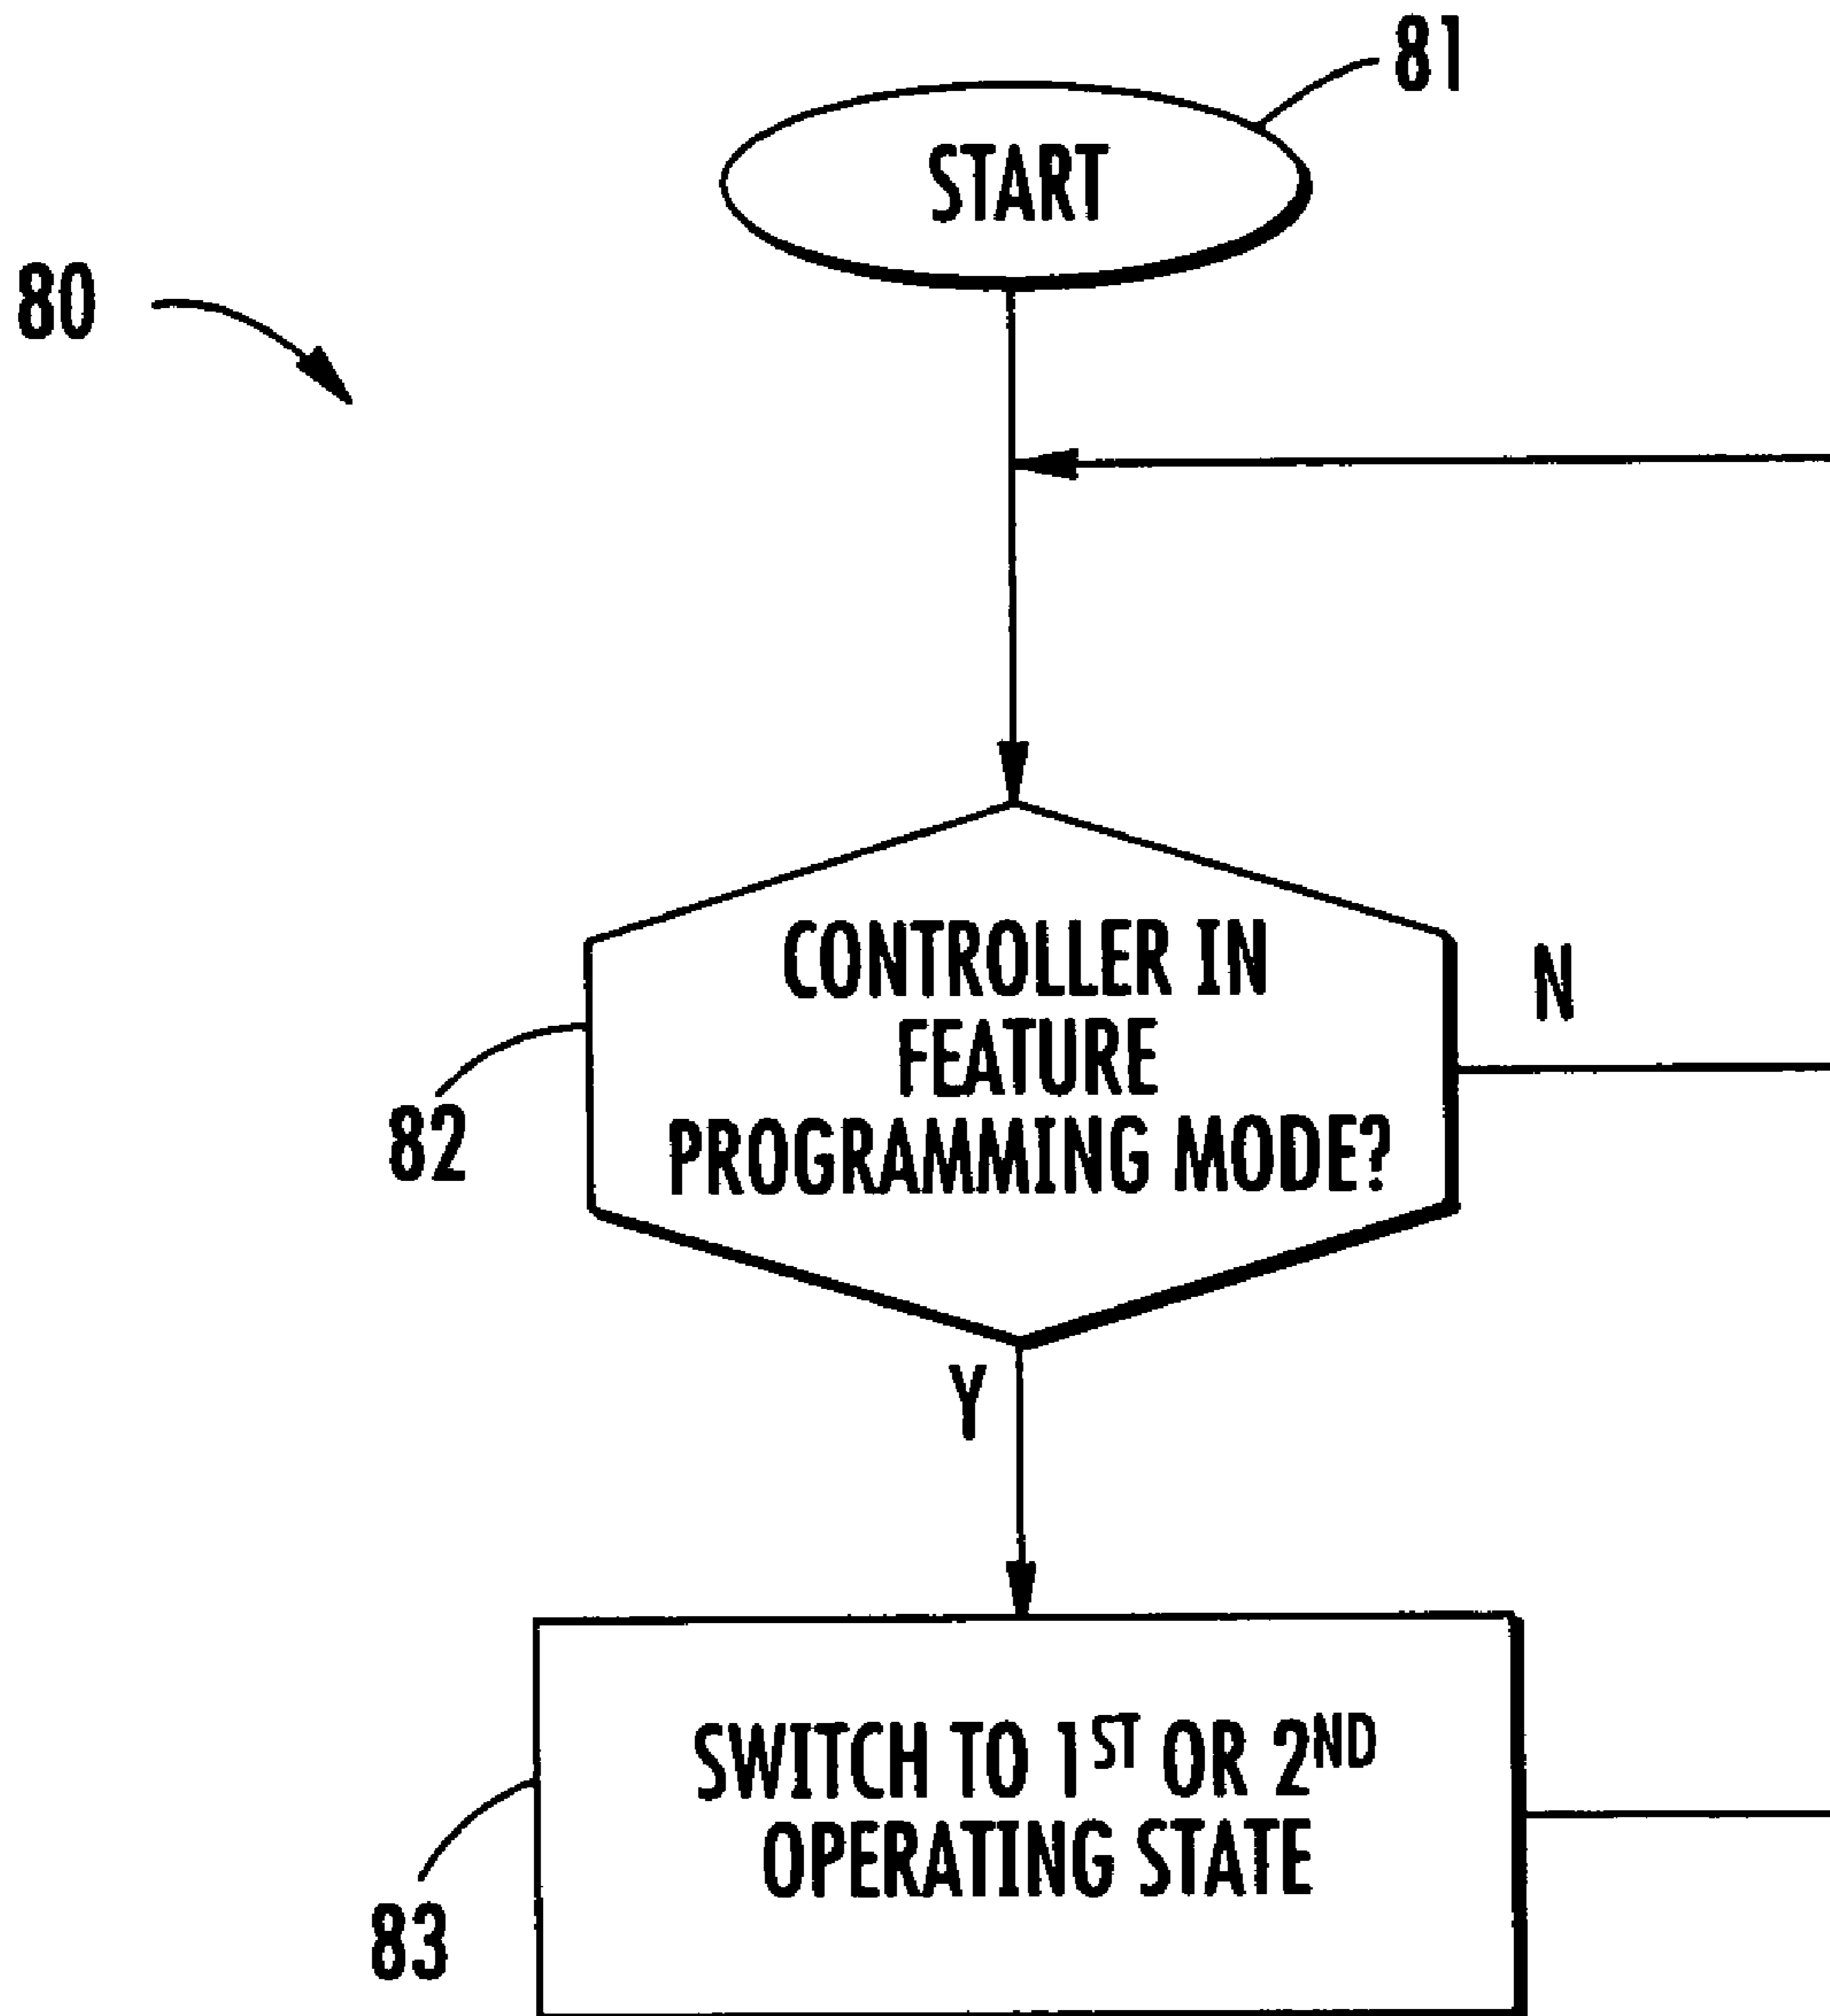 81
START
80
CONTROLLER IN
FEATURE
PROGRAMMING MODE?
N
82
Y
SWITCH TO 1ST OR 2ND
OPERATING STATE
83